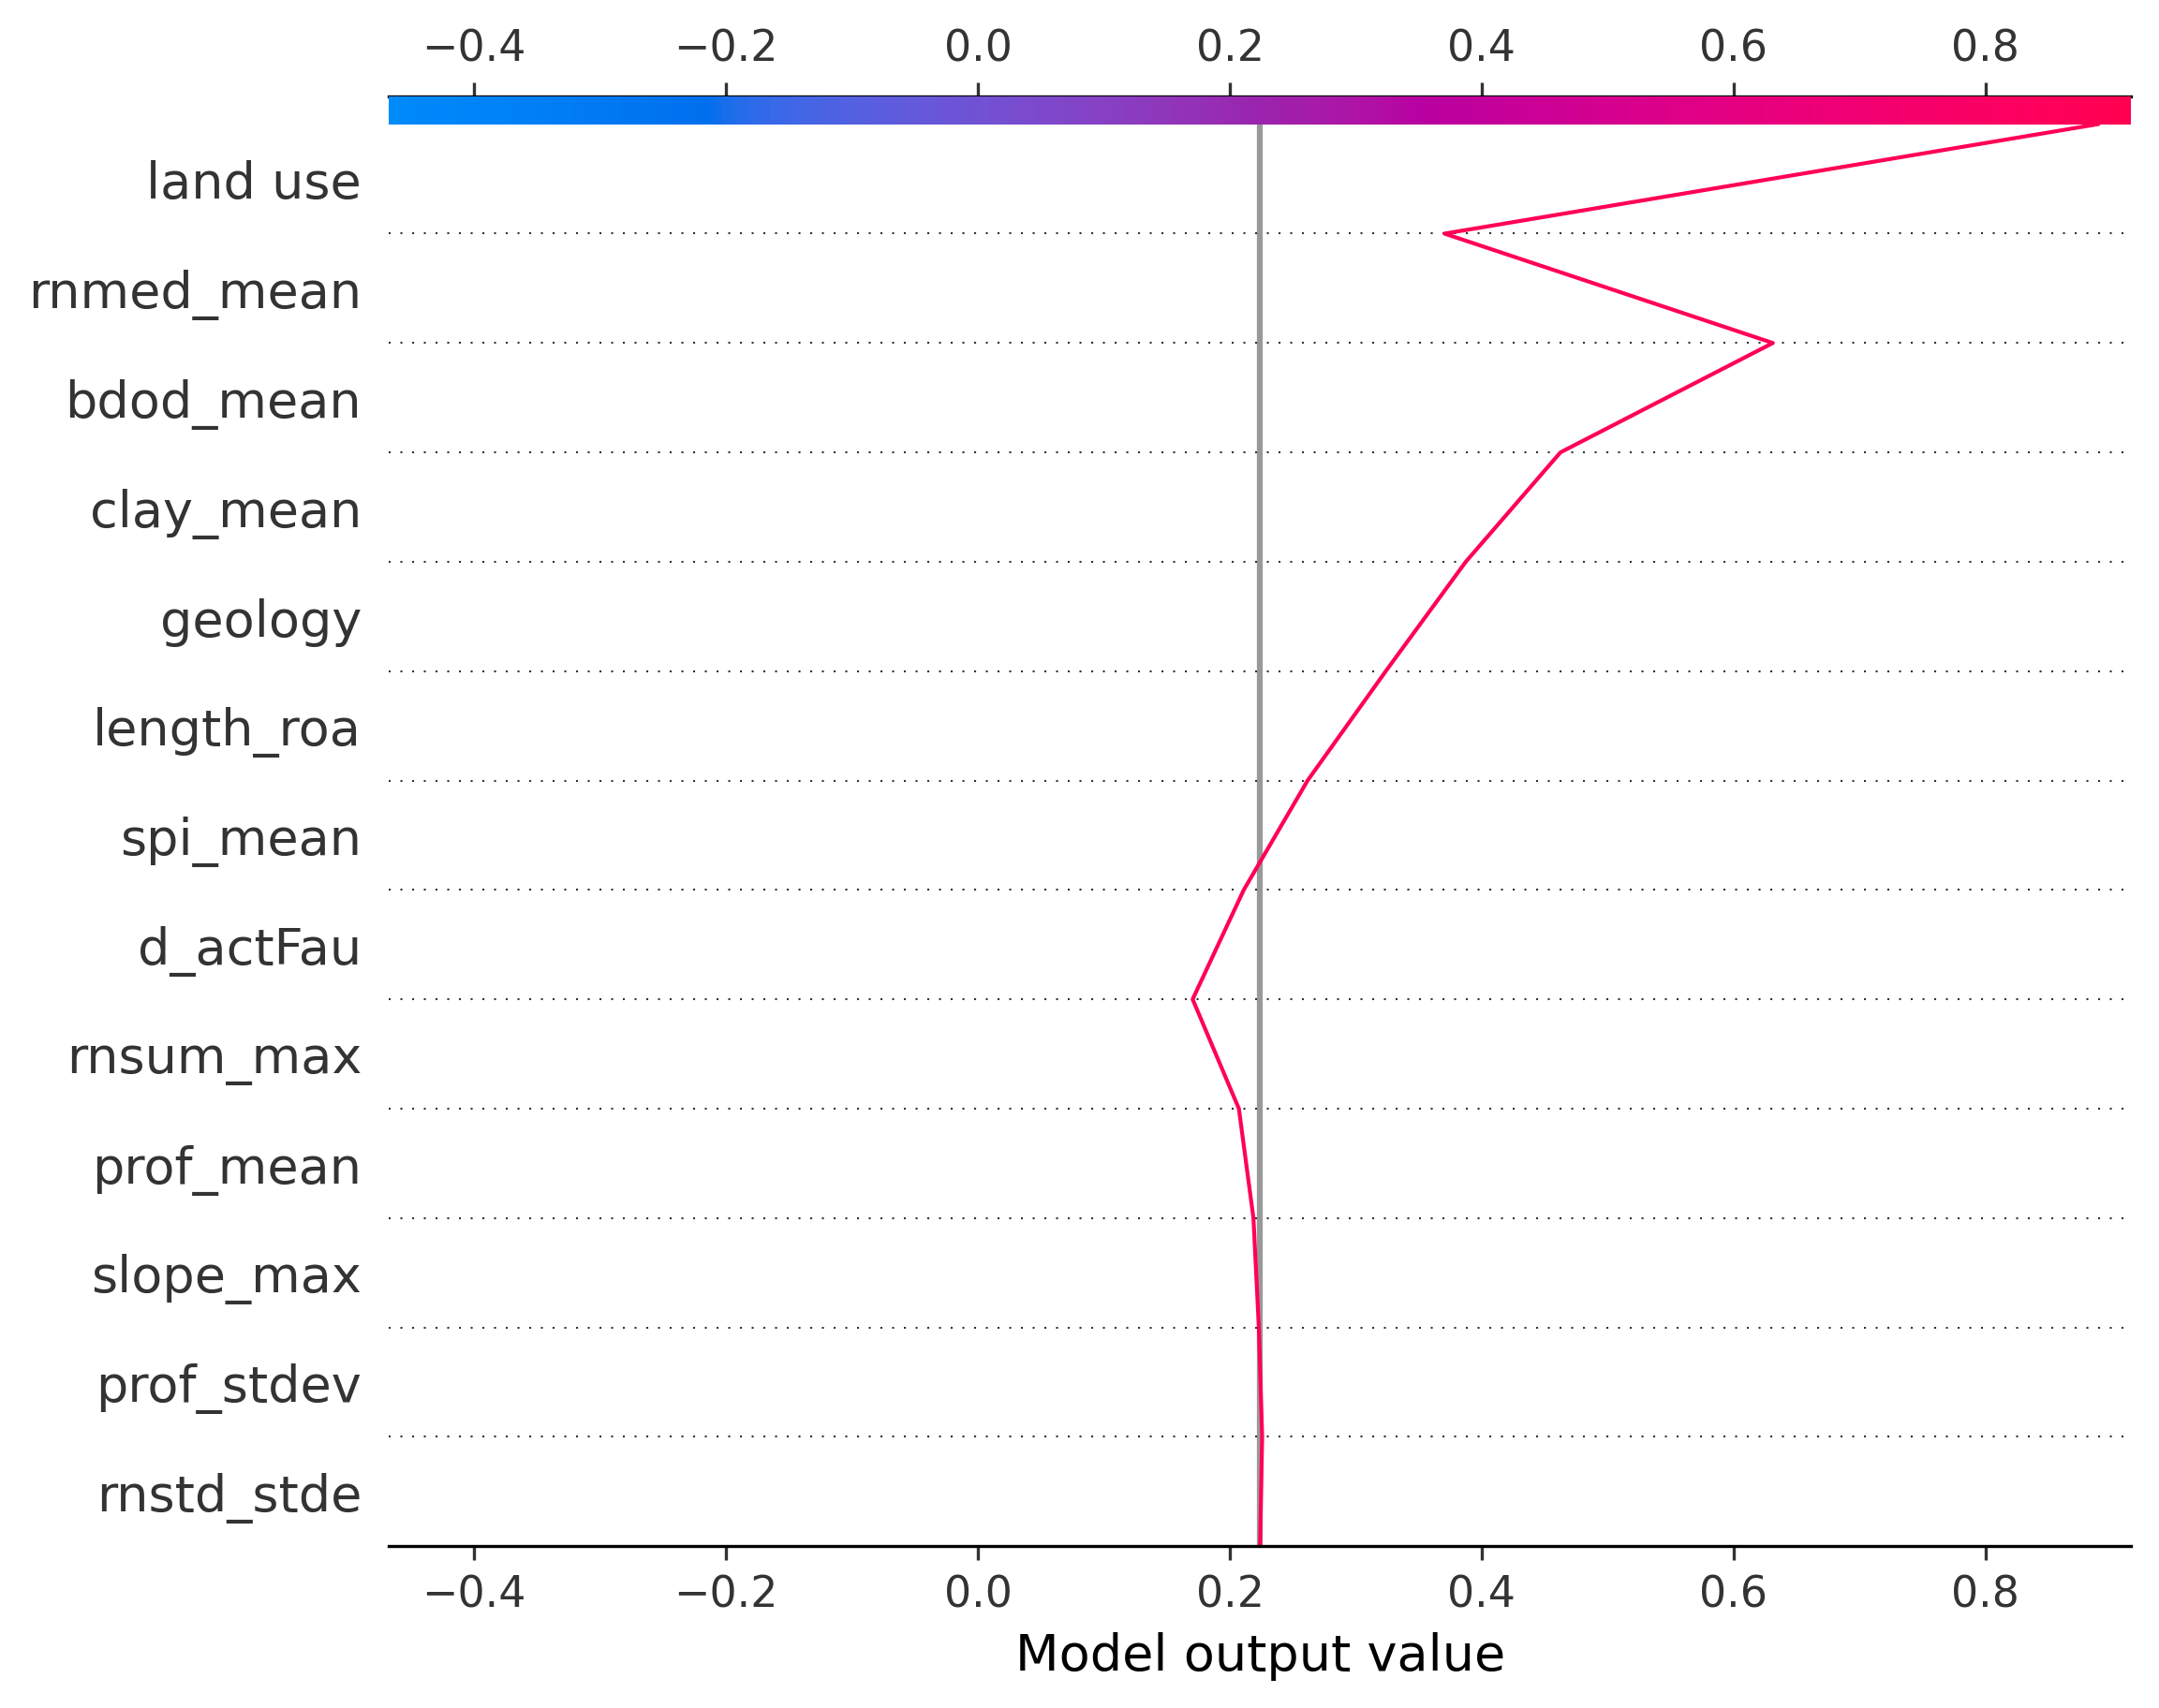 −0.4 −0.2 0.0 0.2 0.4 0.6 0.8
land use
rnmed_mean
bdod_mean
clay_mean
geology
length_roa
spi_mean
d_actFau
rnsum_max
prof_mean
slope_max
prof_stdev
rnstd_stde
−0.4 −0.2 0.0 0.2 0.4 0.6 0.8
Model output value